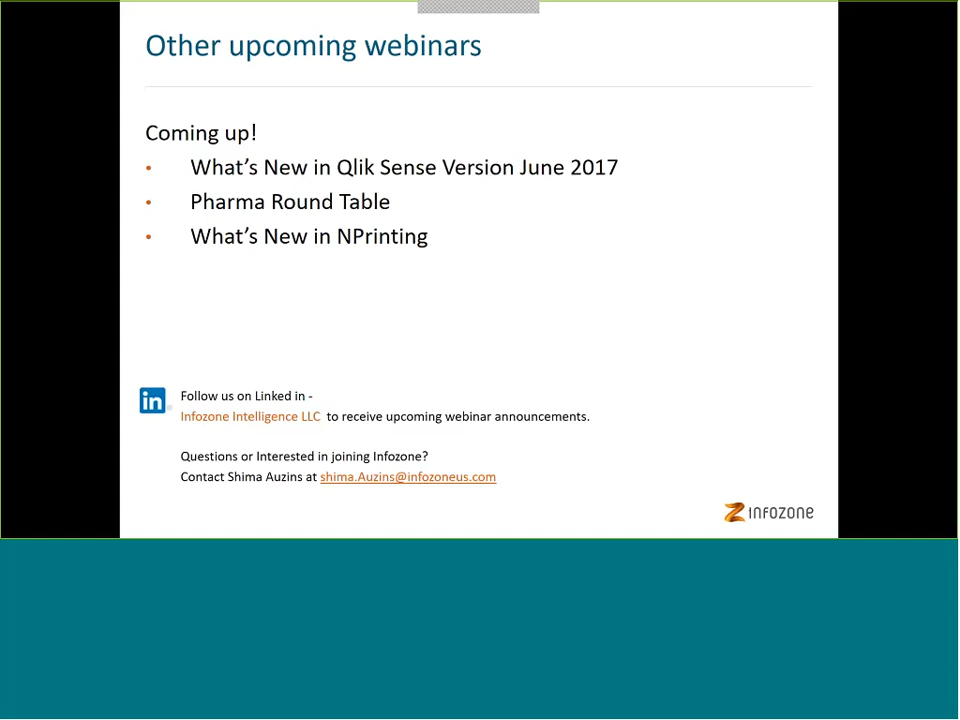 Other upcoming webinars
Coming up!
• What's New in Qlik Sense Version June 2017
• Pharma Round Table
• What's New in NPrinting
in Follow us on Linked in -
Infozone Intelligence LLC to receive upcoming webinar announcements.
Questions or Interested in joining Infozone?
Contact Shima Auzins at shima.Auzins@infozoneus.com
infozone